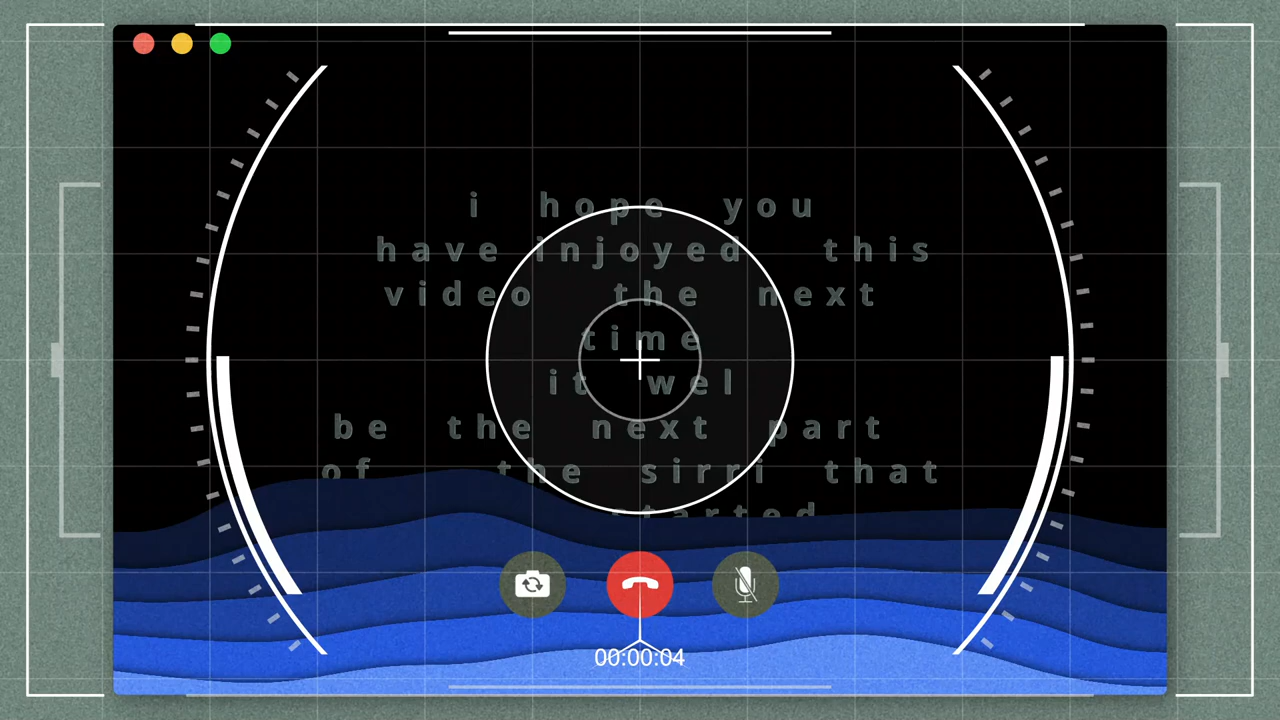 i hope you
have injoyed this
video the next
time
it wel
be the next part
of the sirri that
started
00:00:04